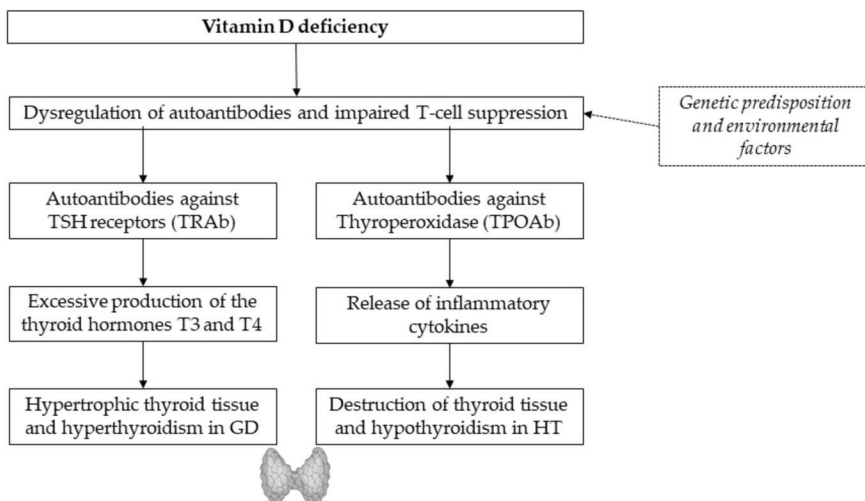 Vitamin D deficiency
Dysregulation of autoantibodies and impaired T-cell suppression
Genetic predisposition
and environmental
factors
Autoantibodies against
TSH receptors (TRAb)
Autoantibodies against
Thyroperoxidase (TPOAb)
Excessive production of the
thyroid hormones T3 and T4
Release of inflammatory
cytokines
Hypertrophic thyroid tissue
and hyperthyroidism in GD
Destruction of thyroid tissue
and hypothyroidism in HT